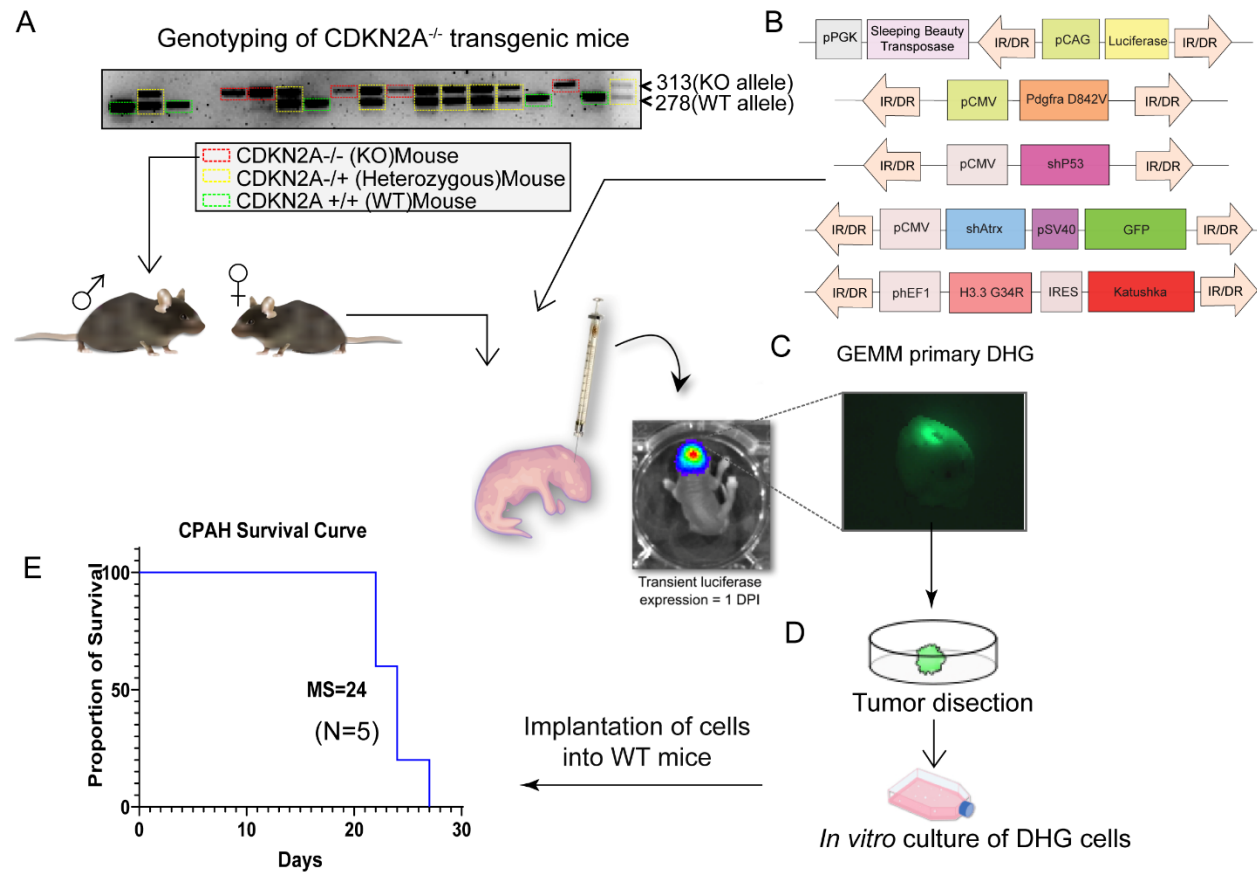 A
Genotyping of CDKN2A-/- transgenic mice
313(KO allele)
278(WT allele)
CDKN2A-/- (KO)Mouse
CDKN2A-/+ (Heterozygous)Mouse
CDKN2A +/+ (WT)Mouse
♂
♀
B
pPGK Sleeping Beauty Transposase IR/DR pCAG Luciferase IR/DR
IR/DR pCMV Pdgfra D842V IR/DR
IR/DR pCMV shP53 IR/DR
IR/DR pCMV shAtrx pSV40 GFP IR/DR
IR/DR phEF1 H3.3 G34R IRES Katushka IR/DR
C
GEMM primary DHG
Transient luciferase
expression = 1 DPI
D
Tumor disection
In vitro culture of DHG cells
Implantation of cells
into WT mice
E
CPAH Survival Curve
Proportion of Survival
100
50
0
MS=24
(N=5)
0 10 20 30
Days